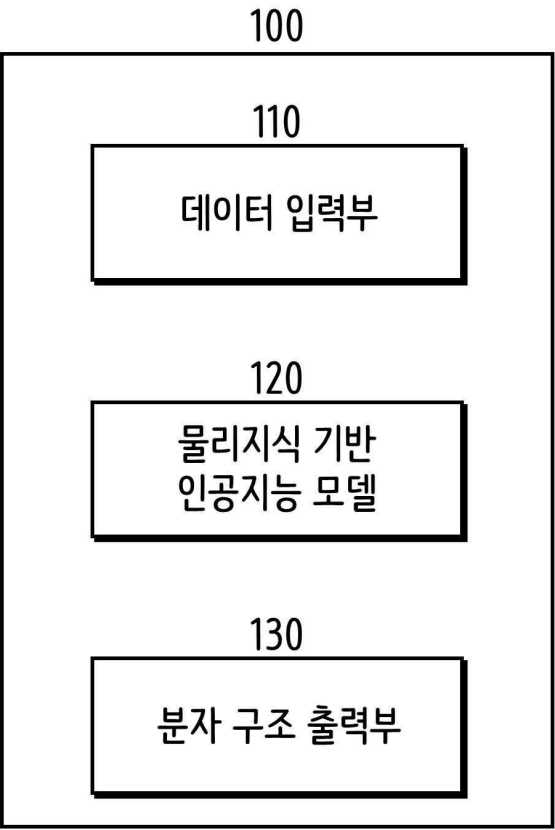 100
110
데이터 입력부
120
물리지식 기반
인공지능 모델
130
분자 구조 출력부